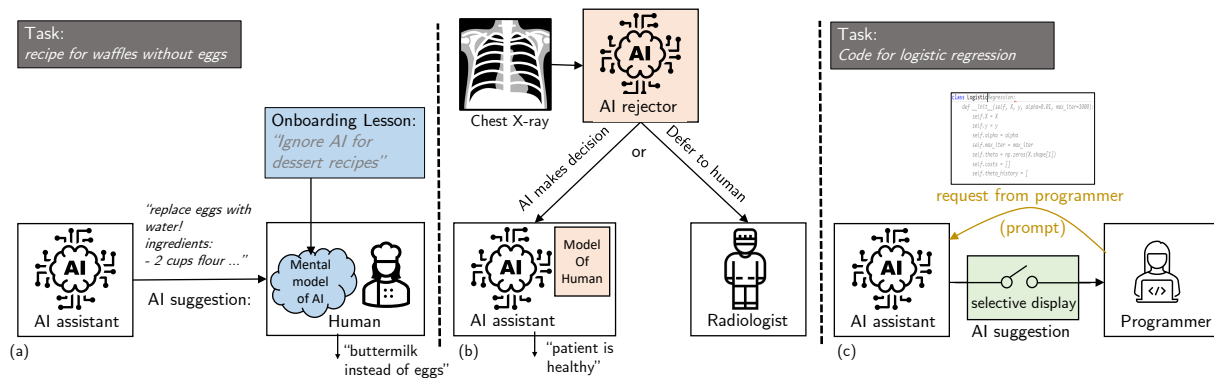 Task:
recipe for waffles without eggs
Onboarding Lesson:
"Ignore AI for
dessert recipes"
"replace eggs with
water!
ingredients:
- 2 cups flour ..."
AI
AI assistant
AI suggestion:
Mental
model
of AI
Human
"buttermilk
instead of eggs"
(a)
Chest X-ray
AI
AI rejector
AI makes decision
or
Defer to human
AI
Model
Of
Human
AI assistant
Radiologist
"patient is
healthy"
(b)
Task:
Code for logistic regression
class LogisticRegression:
def __init__(self, X, y, alpha=0.01, max_iter=1000):
self.X = X
self.y = y
self.alpha = alpha
self.max_iter = max_iter
self.theta = np.zeros(X.shape[1])
self.costs = []
self.theta_history = [
request from programmer
(prompt)
AI
AI assistant
selective display
AI suggestion
</>
Programmer
(c)